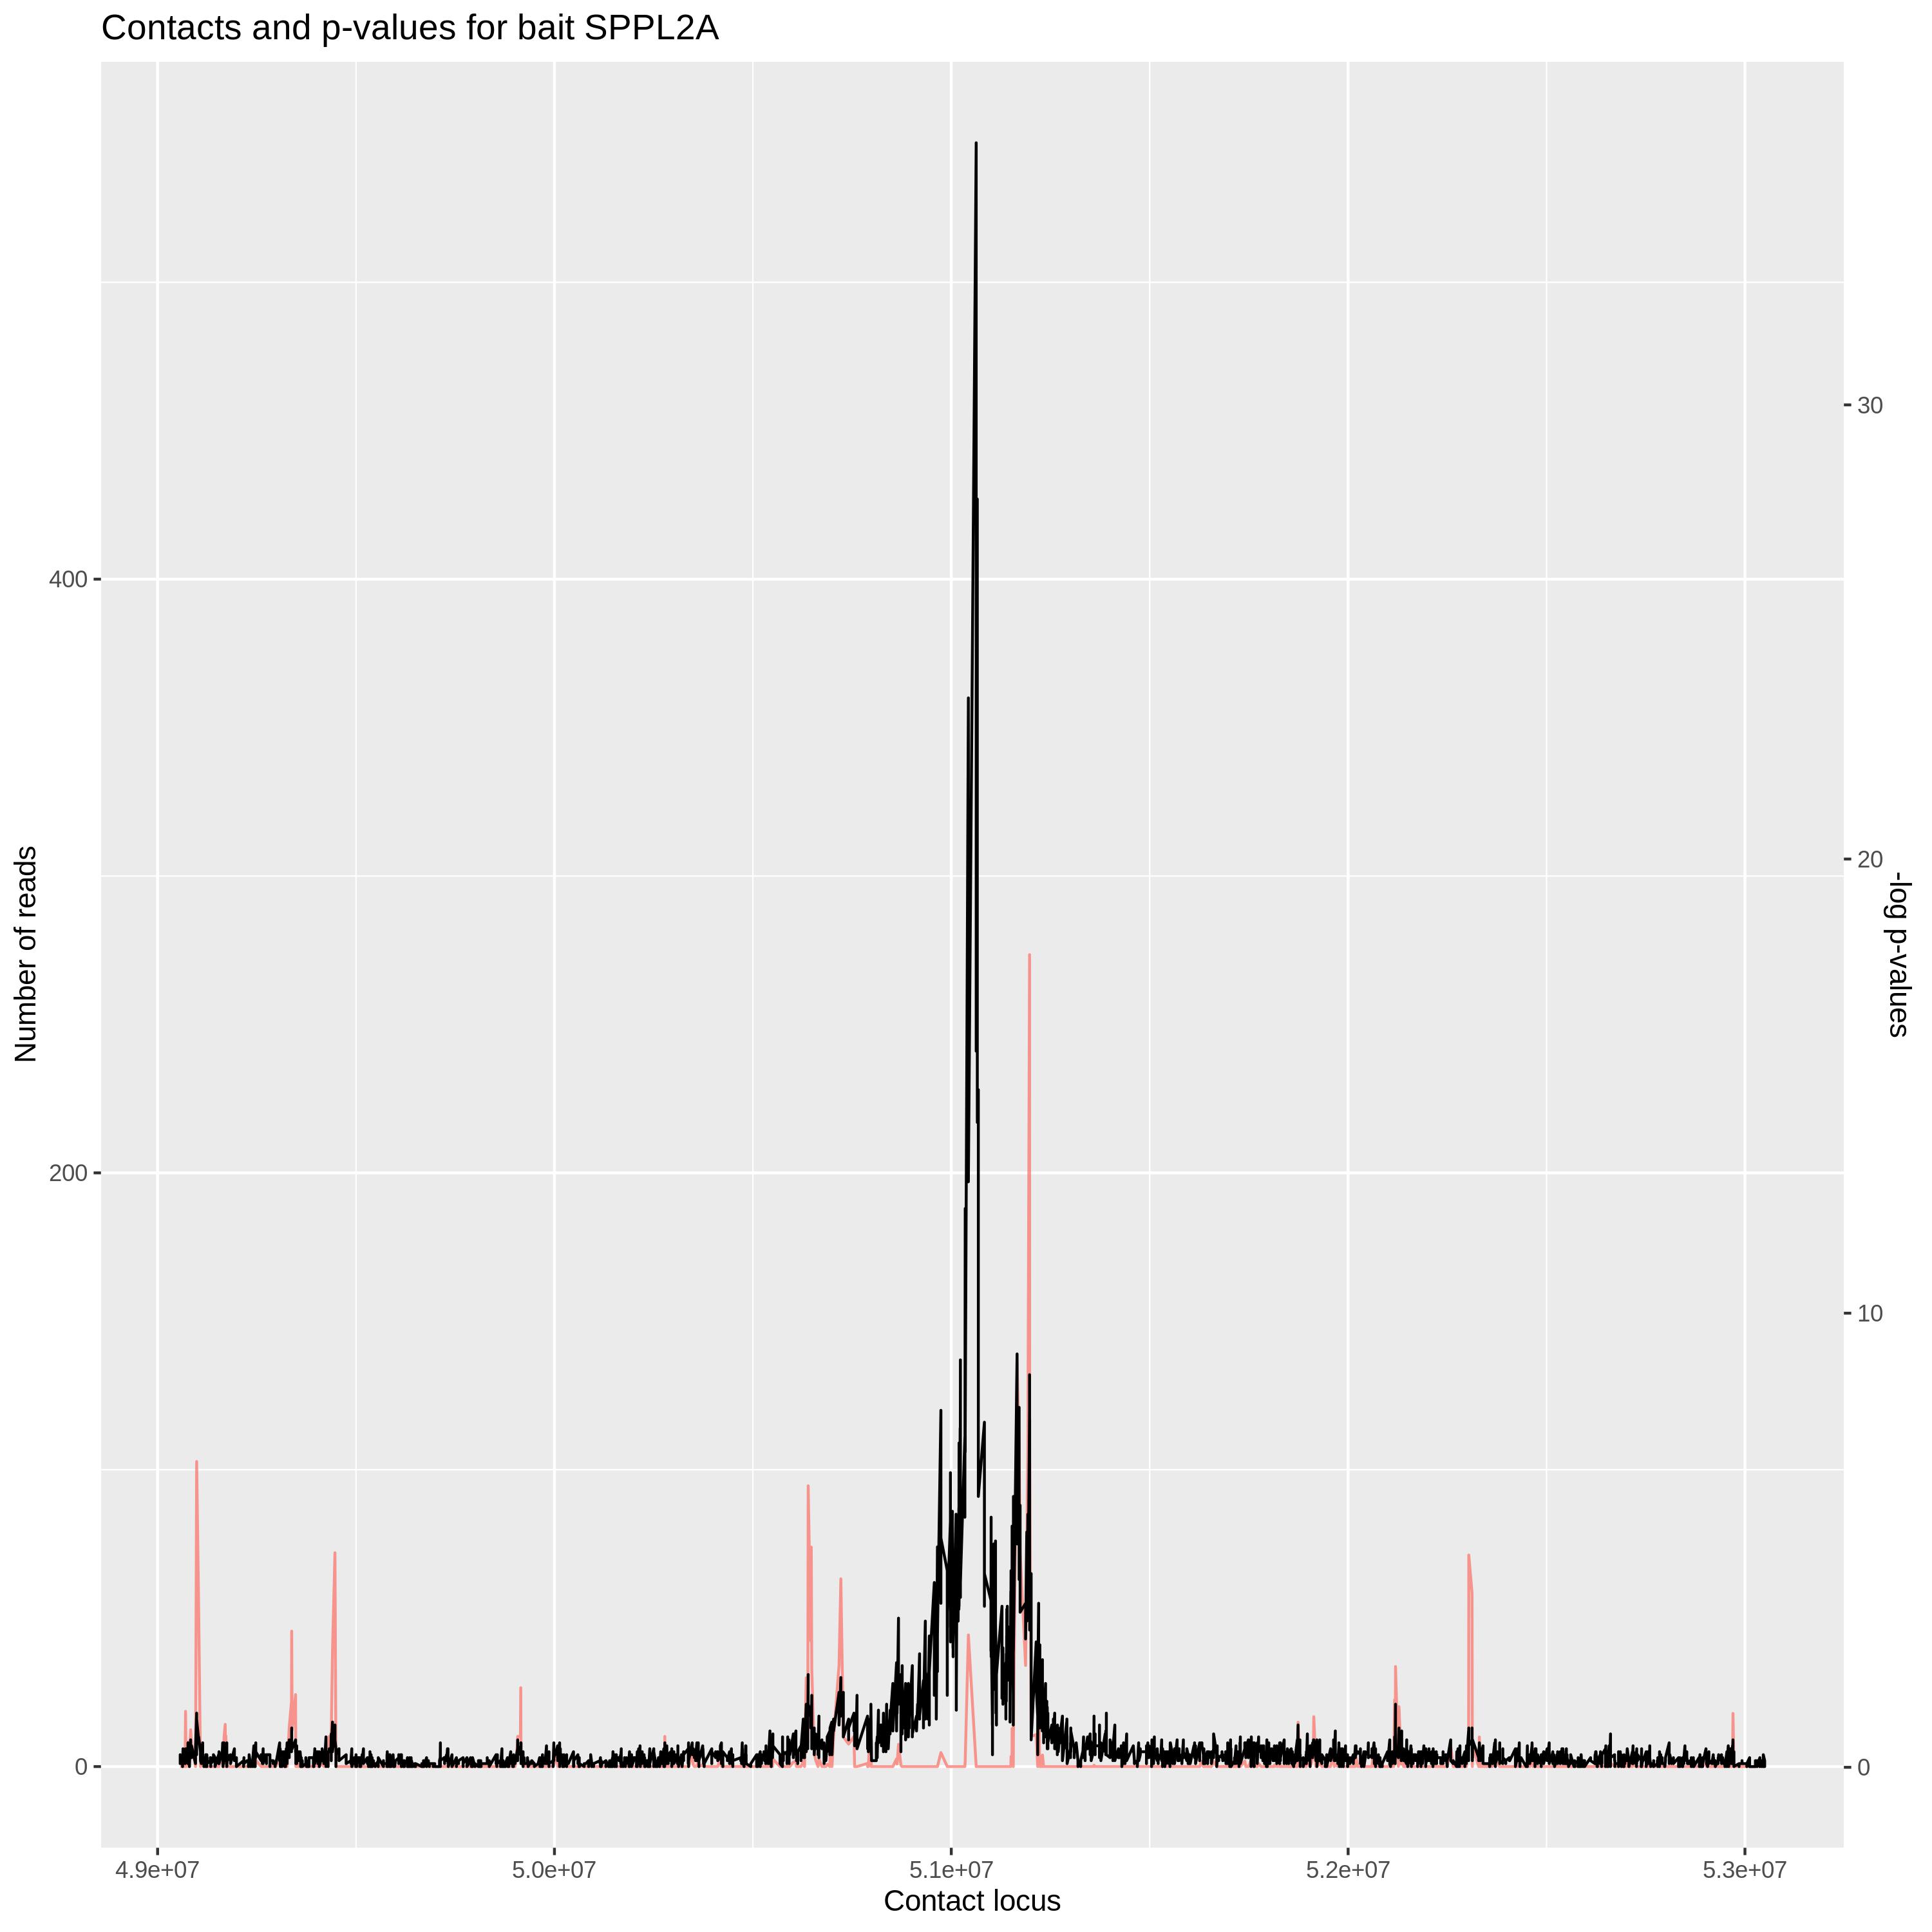 Contacts and p-values for bait SPPL2A
Number of reads
400
200
0
30
20
10
0
-log p-values
4.9e+07 5.0e+07 5.1e+07 5.2e+07 5.3e+07
Contact locus